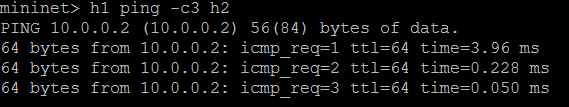 mininet> h1 ping -c3 h2
PING 10.0.0.2 (10.0.0.2) 56(84) bytes of data.
64 bytes from 10.0.0.2: icmp_req=1 ttl=64 time=3.96 ms
64 bytes from 10.0.0.2: icmp_req=2 ttl=64 time=0.228 ms
64 bytes from 10.0.0.2: icmp_req=3 ttl=64 time=0.050 ms